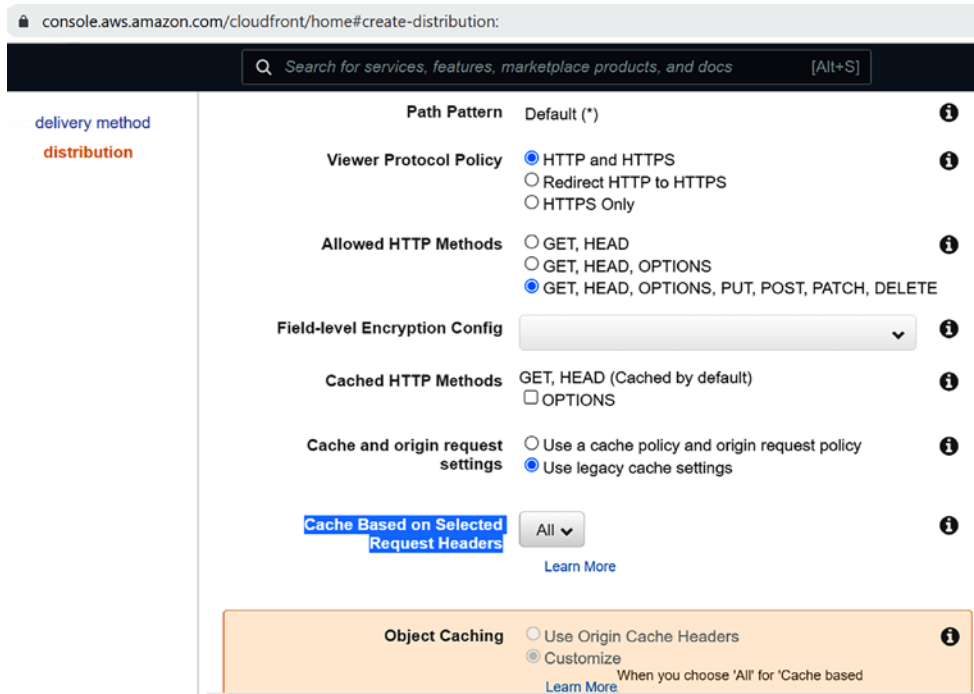 console.aws.amazon.com/cloudfront/home#create-distribution:
Search for services, features, marketplace products, and docs [Alt+S]
delivery method
distribution
Path Pattern Default (*)
Viewer Protocol Policy HTTP and HTTPS
Redirect HTTP to HTTPS
HTTPS Only
Allowed HTTP Methods GET, HEAD
GET, HEAD, OPTIONS
GET, HEAD, OPTIONS, PUT, POST, PATCH, DELETE
Field-level Encryption Config
Cached HTTP Methods GET, HEAD (Cached by default)
OPTIONS
Cache and origin request Use a cache policy and origin request policy
settings Use legacy cache settings
Cache Based on Selected
Request Headers All
Learn More
Object Caching Use Origin Cache Headers
Customize
When you choose 'All' for 'Cache based
Learn More